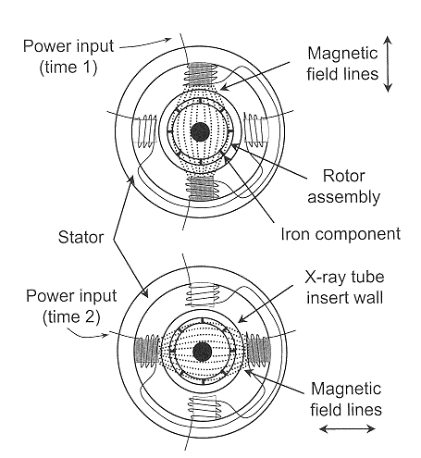 Power input
(time 1)
Magnetic
field lines
Rotor
assembly
Stator
Iron component
X-ray tube
insert wall
Power input
(time 2)
Magnetic
field lines